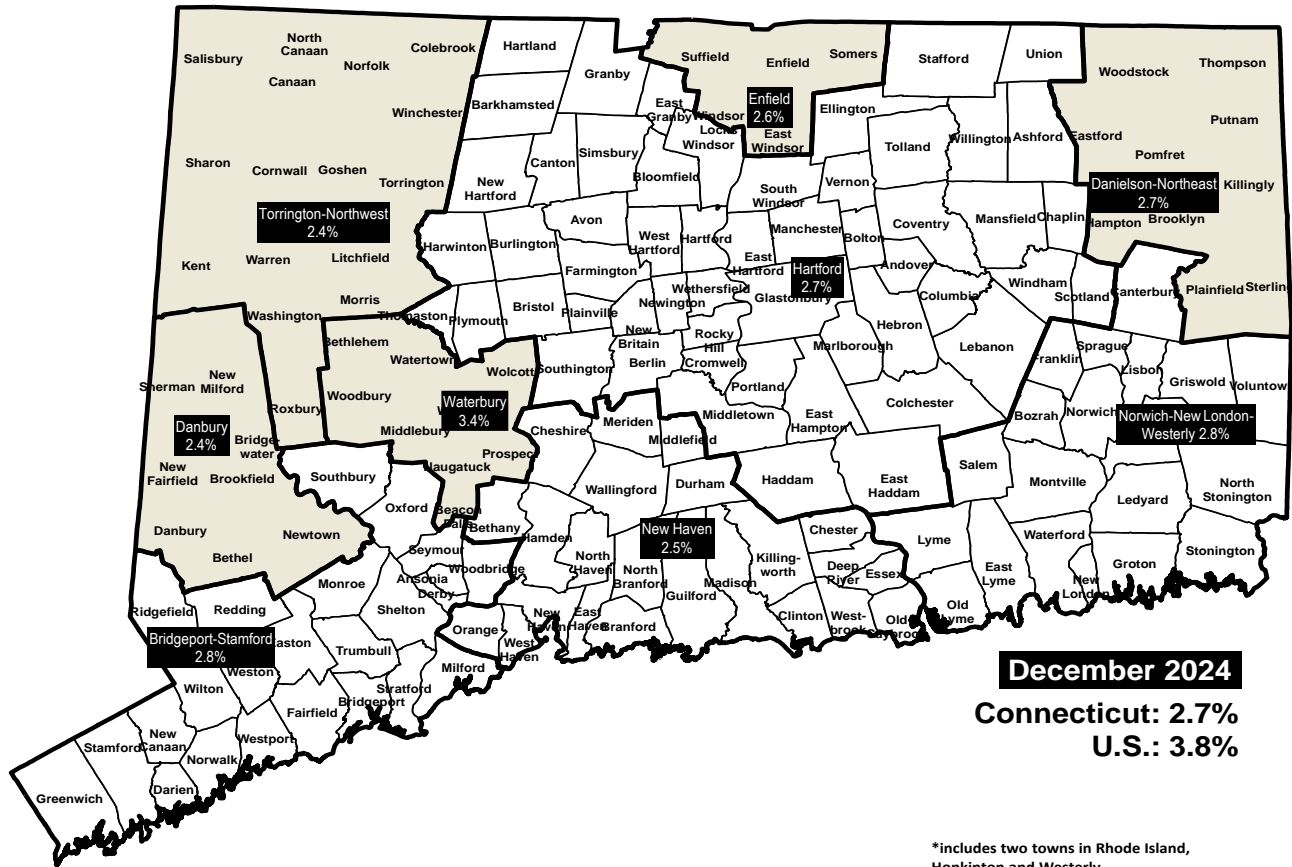 Salisbury
North
Canaan
Colebrook
Norfolk
Canaan
Winchester
Sharon
Cornwall
Goshen
Torrington
Torrington-Northwest
2.4%
Kent
Warren
Litchfield
Morris
Washington
Thomaston
Hartland
Granby
Barkhamsted
East
Granby
Windsor
Locks
Windsor
Canton
Simsbury
Bloomfield
New
Hartford
Suffield
Enfield
Somers
Enfield
2.6%
East
Windsor
Stafford
Union
Ellington
Tolland
Willington
Ashford
Woodstock
Thompson
Putnam
Eastford
Pomfret
Danielson-Northeast
2.7%
Killingly
Hampton
Brooklyn
Plainfield
Sterling
South
Windsor
Vernon
Harwinton
Burlington
Avon
West
Hartford
Hartford
Manchester
Bolton
Coventry
Mansfield
Chaplin
Farmington
East
Hartford
Hartford
2.7%
Andover
Wethersfield
Glastonbury
Columbia
Windham
Scotland
Canterbury
Plymouth
Bristol
Plainville
Newington
New
Britain
Rocky
Hill
Hebron
Marlborough
Lebanon
Southington
Berlin
Cromwell
Portland
Colchester
Middletown
East
Hampton
Haddam
East
Haddam
Bethlehem
Watertown
Wolcott
Woodbury
Waterbury
3.4%
Middlebury
Prospect
Naugatuck
Beacon
Falls
Sherman
New
Milford
Roxbury
Danbury
2.4%
Bridge-
water
New
Fairfield
Brookfield
Danbury
Newtown
Bethel
Southbury
Oxford
Cheshire
Meriden
Middlefield
Wallingford
Durham
Franklin
Sprague
Lisbon
Griswold
Voluntown
Bozrah
Norwich
Norwich-New London-
Westerly 2.8%
Salem
Montville
Ledyard
North
Stonington
Bethany
Hamden
New Haven
2.5%
Chester
Lyme
Waterford
Stonington
Seymour
Woodbridge
Ansonia
Derby
North
Haven
North
Branford
Guilford
Madison
Killing-
worth
Deep
River
Essex
East
Lyme
New
London
Groton
Monroe
Shelton
Ridgefield
Redding
Bridgeport-Stamford
2.8%
Easton
Trumbull
Orange
West
Haven
New
Haven
East
Haven
Branford
Clinton
West-
brook
Old
Saybrook
Old
Lyme
Milford
Weston
Wilton
Stratford
Bridgeport
Fairfield
Stamford
New
Canaan
Westport
Norwalk
Darien
Greenwich
December 2024
Connecticut: 2.7%
U.S.: 3.8%
*includes two towns in Rhode Island,
Hopkinton and Westerly